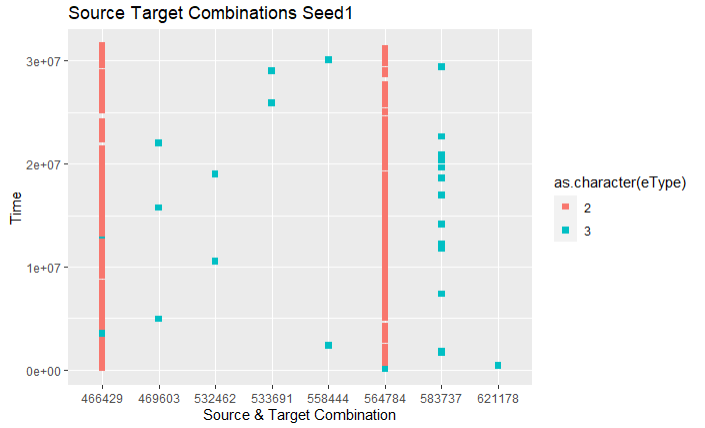 Source Target Combinations Seed1
3e+07
2e+07
1e+07
0e+00
Time
466429 469603 532462 533691 558444 564784 583737 621178
Source & Target Combination
as.character(eType)
2
3